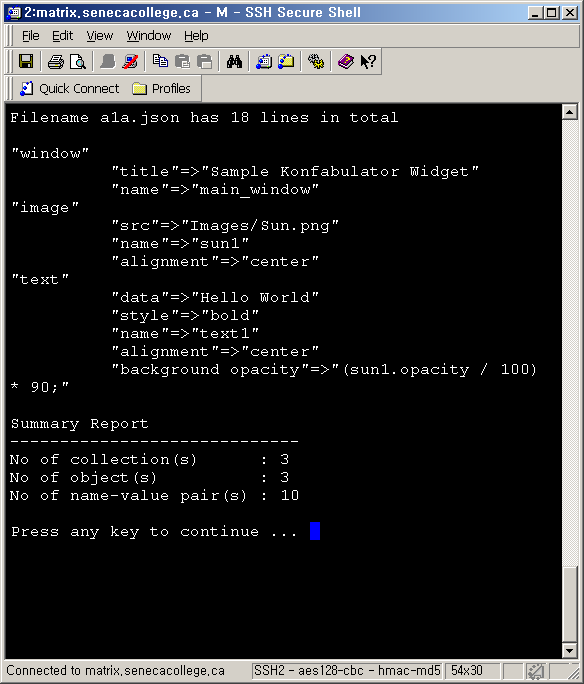 2:matrix.senecacollege.ca - M - SSH Secure Shell
File Edit View Window Help
Quick Connect Profiles
Filename a1a.json has 18 lines in total
"window"
"title"=>"Sample Konfabulator Widget"
"name"=>"main_window"
"image"
"src"=>"Images/Sun.png"
"name"=>"sun1"
"alignment"=>"center"
"text"
"data"=>"Hello World"
"style"=>"bold"
"name"=>"text1"
"alignment"=>"center"
"background opacity"=>"(sun1.opacity / 100)
* 90;"
Summary Report
-----------------------------
No of collection(s) : 3
No of object(s) : 3
No of name-value pair(s) : 10
Press any key to continue ...
Connected to matrix.senecacollege.ca SSH2 - aes128-cbc - hmac-md5 54x30